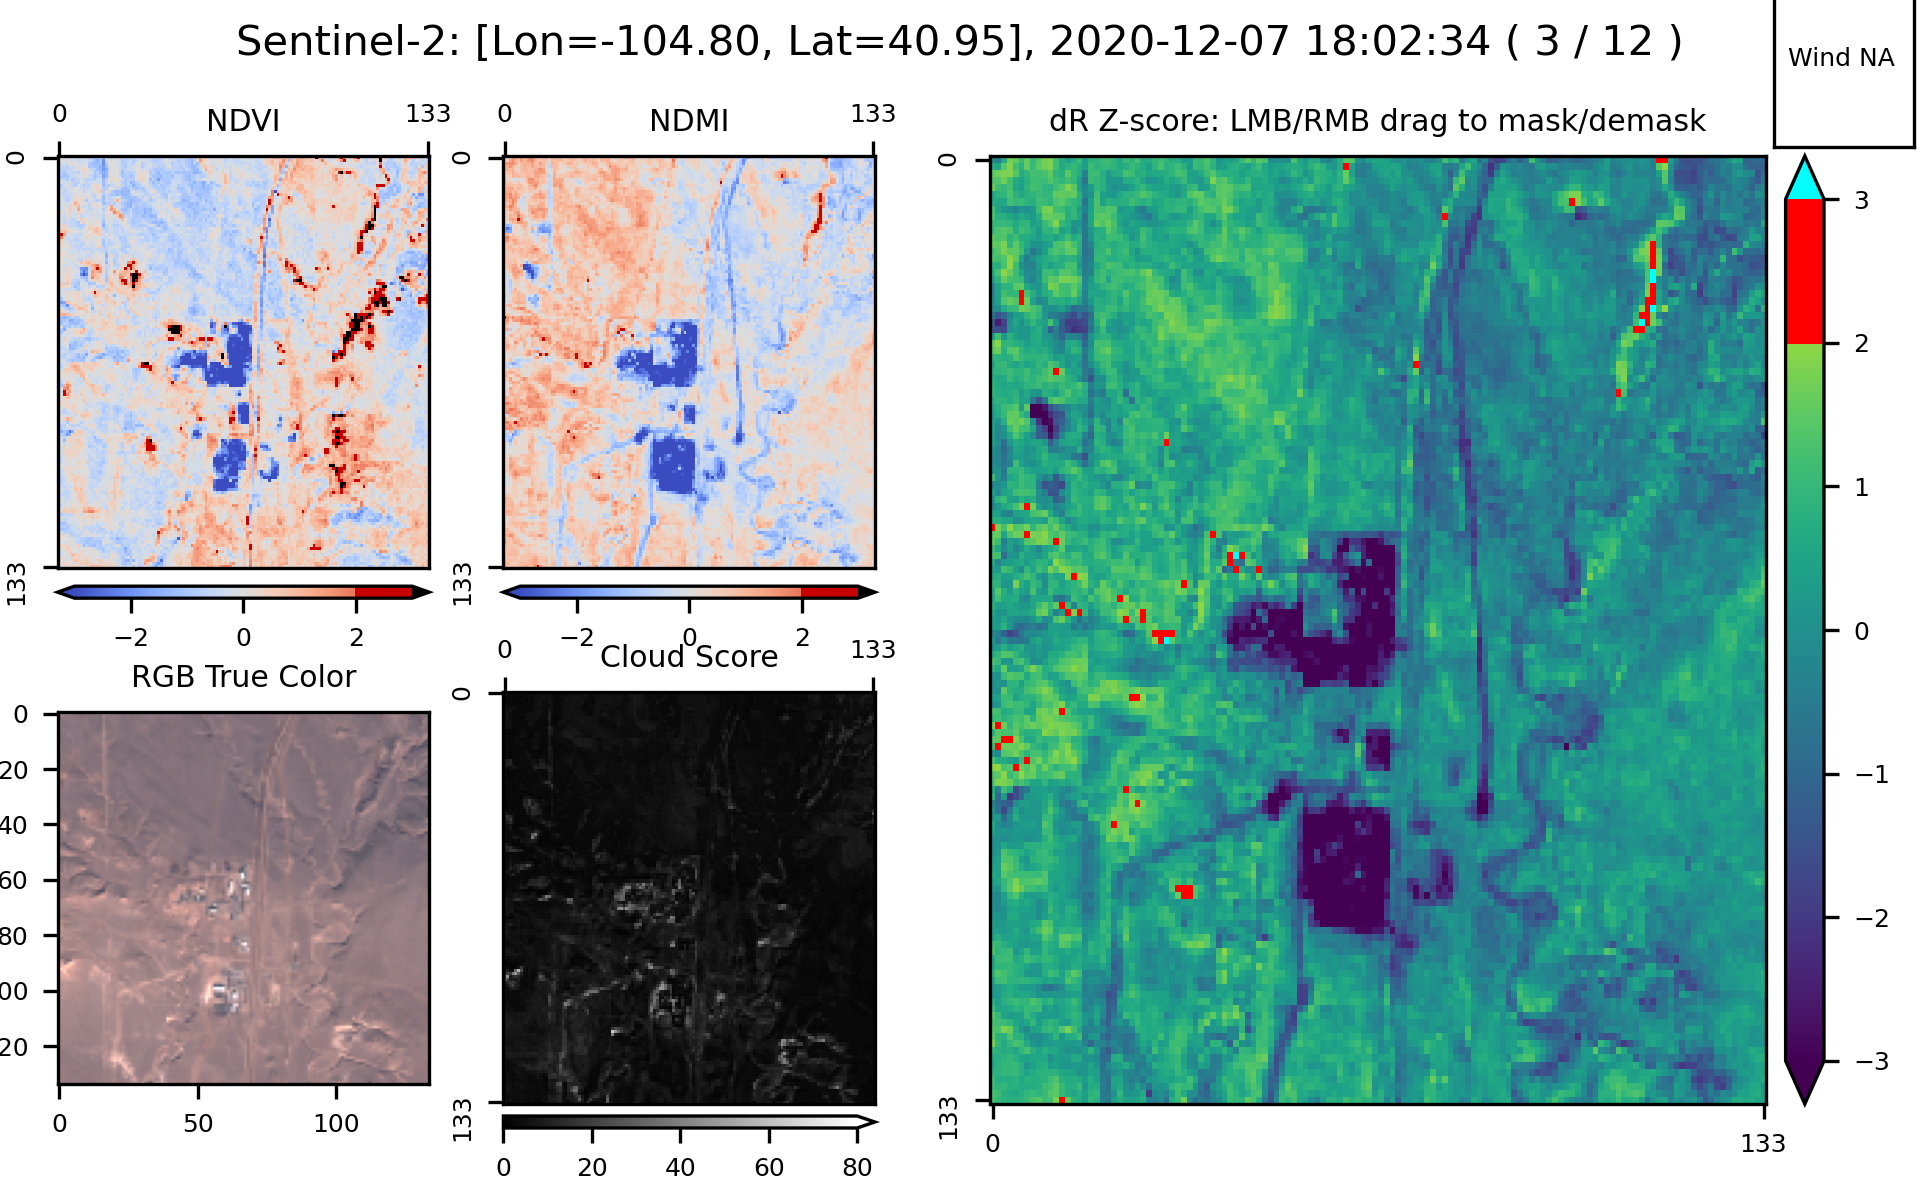 Sentinel-2: [Lon=-104.80, Lat=40.95], 2020-12-07 18:02:34 ( 3 / 12 )
Wind NA
0 133
NDVI
0
133
−2 0 2
0 133
NDMI
0
133
−2 0 2
dR Z-score: LMB/RMB drag to mask/demask
0
133
0 133
3
2
1
0
−1
−2
−3
RGB True Color
0
20
40
60
80
00
20
0 50 100
0 133
Cloud Score
0
133
0 20 40 60 80